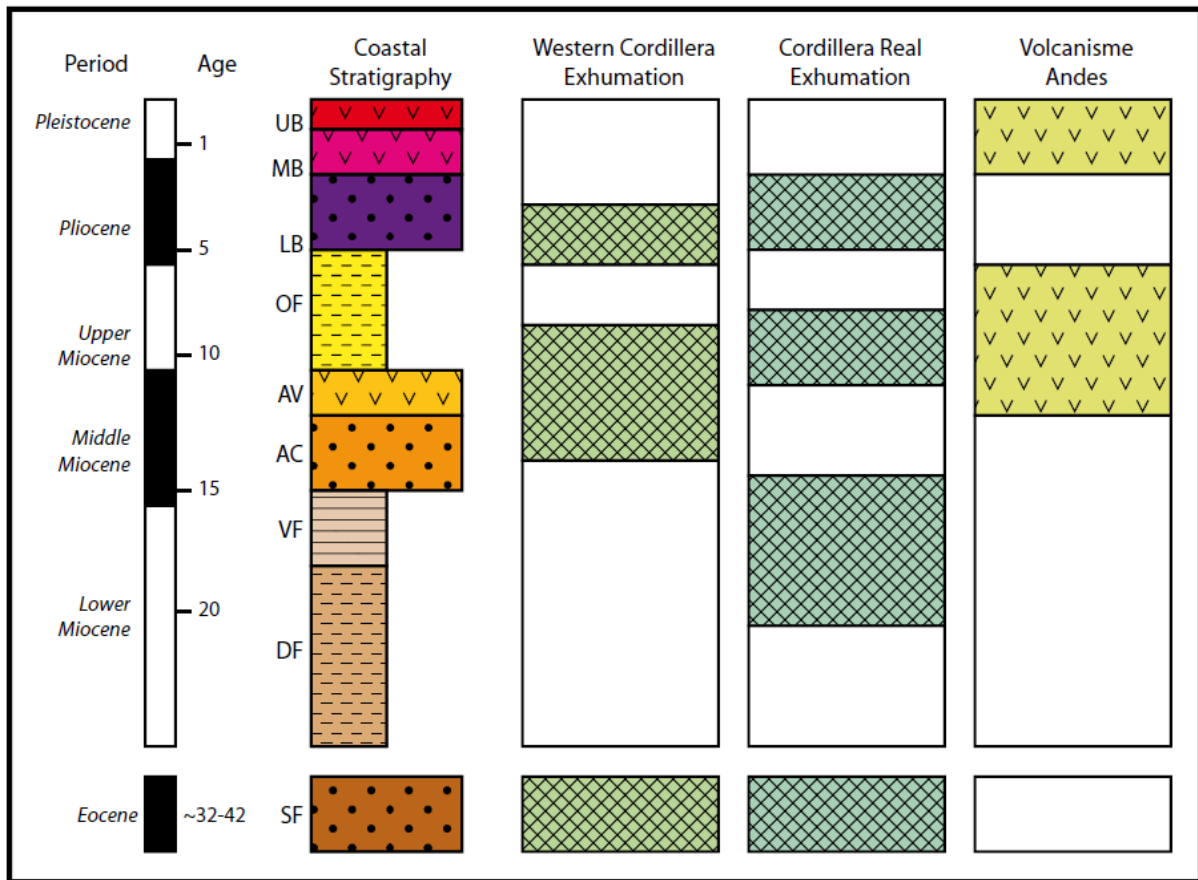 Period
Age
Coastal
Stratigraphy
Western Cordillera
Exhumation
Cordillera Real
Exhumation
Volcanisme
Andes
Pleistocene
1
UB
MB
Pliocene
5
LB
OF
Upper
Miocene
10
AV
Middle
Miocene
AC
15
VF
Lower
Miocene
20
DF
Eocene
~32-42
SF